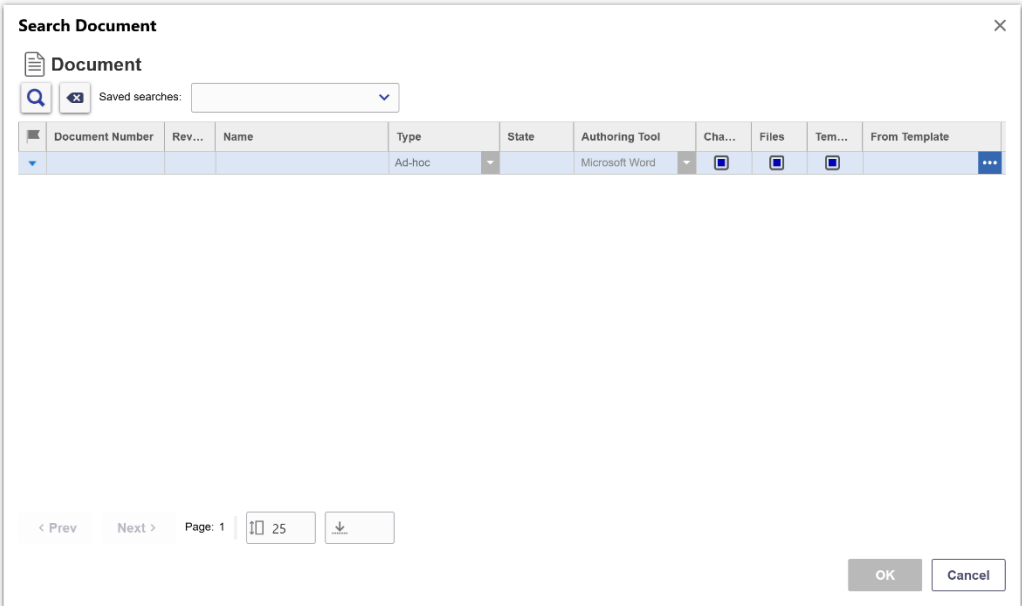 Search Document
Document
Saved searches:
Document Number Rev... Name Type State Authoring Tool Cha... Files Tem... From Template
Ad-hoc Microsoft Word
< Prev Next > Page: 1 25
OK Cancel